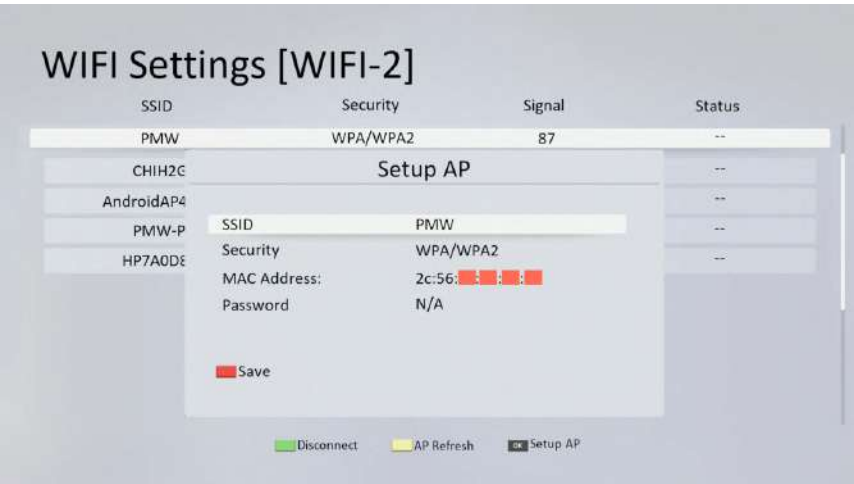 WIFI Settings [WIFI-2]
SSID Security Signal Status
PMW WPA/WPA2 87 --
Setup AP
CHIH2G --
AndroidAP4 --
PMW-P --
HP7A0D8 --
SSID PMW
Security WPA/WPA2
MAC Address: 2c:56: : : :
Password N/A
Save
Disconnect AP Refresh OK Setup AP